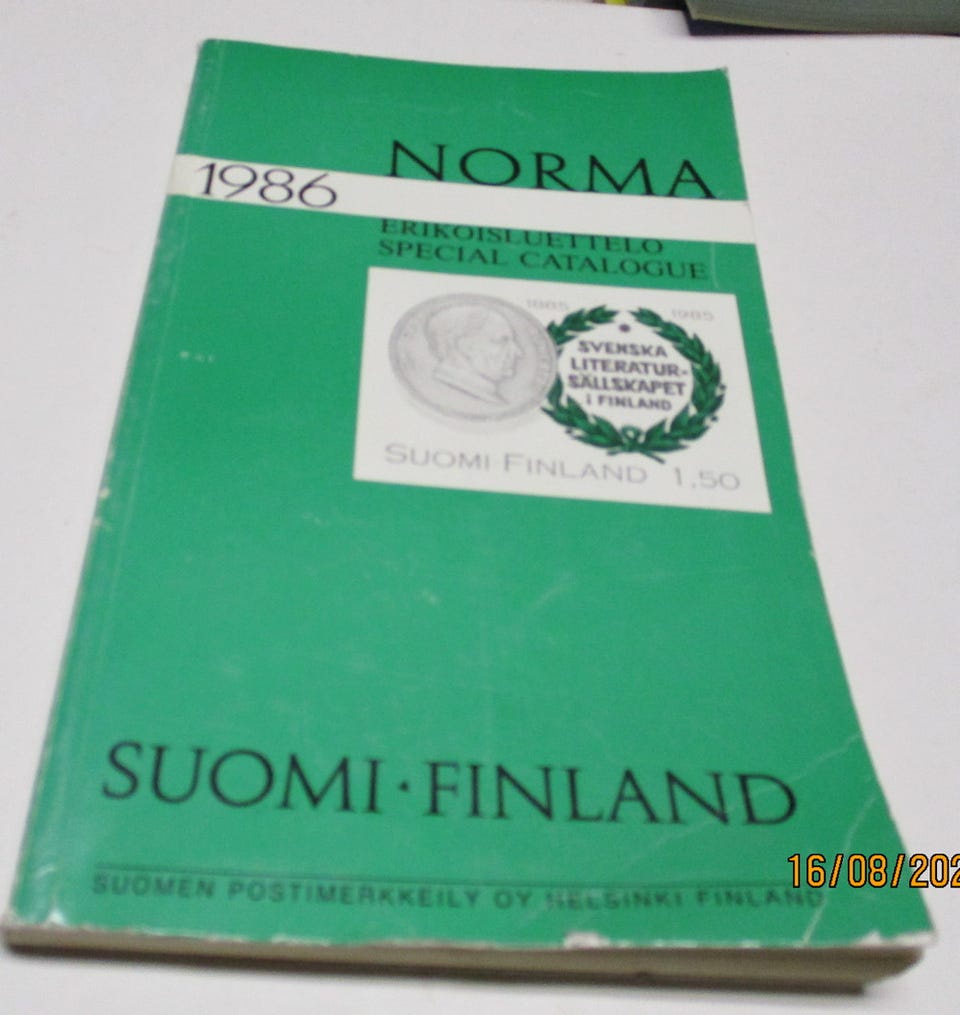 NORMA
1986
ERIKOISLUETTELO
SPECIAL CATALOGUE
1885 1985
SVENSKA
LITERATUR-
SÄLLSKAPET
I FINLAND
SUOMI-FINLAND 1,50
SUOMI·FINLAND
SUOMEN POSTIMERKKEILY OY HELSINKI FINLAND
16/08/202